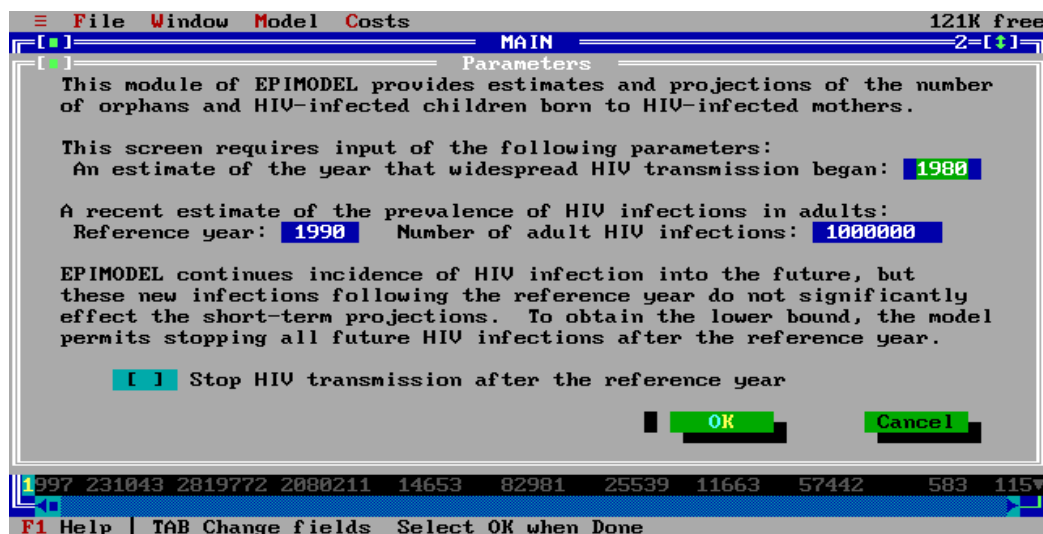 ≡ File Window Model Costs 121K free
[■] MAIN 2=[↕]
[■] Parameters
This module of EPIMODEL provides estimates and projections of the number
of orphans and HIV-infected children born to HIV-infected mothers.
This screen requires input of the following parameters:
An estimate of the year that widespread HIV transmission began: 1980
A recent estimate of the prevalence of HIV infections in adults:
Reference year: 1990 Number of adult HIV infections: 1000000
EPIMODEL continues incidence of HIV infection into the future, but
these new infections following the reference year do not significantly
effect the short-term projections. To obtain the lower bound, the model
permits stopping all future HIV infections after the reference year.
[ ] Stop HIV transmission after the reference year
OK Cancel
1997 231043 2819772 2080211 14653 82981 25539 11663 57442 583 115
F1 Help | TAB Change fields Select OK when Done